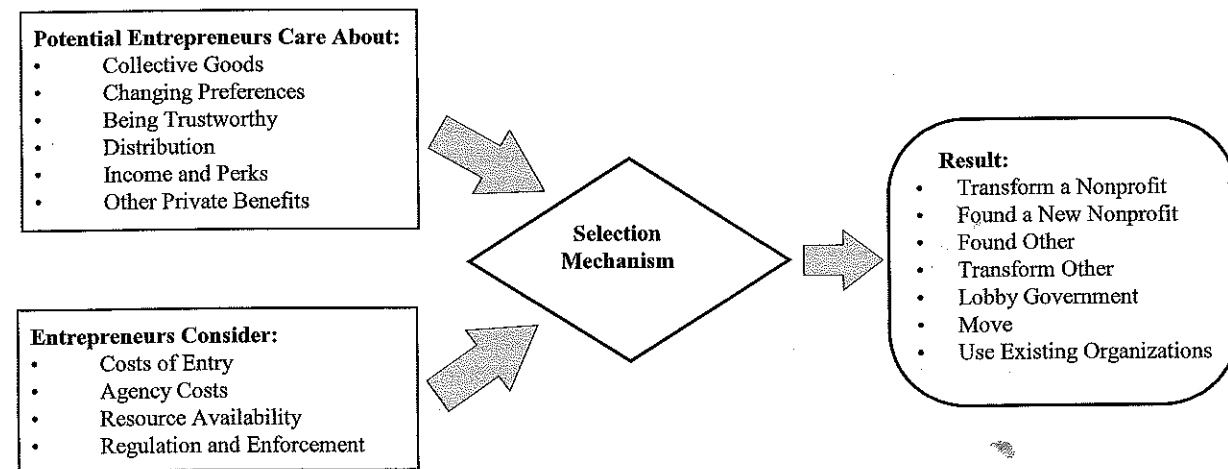 Potential Entrepreneurs Care About:
• Collective Goods
• Changing Preferences
• Being Trustworthy
• Distribution
• Income and Perks
• Other Private Benefits
Entrepreneurs Consider:
• Costs of Entry
• Agency Costs
• Resource Availability
• Regulation and Enforcement
Selection
Mechanism
Result:
• Transform a Nonprofit
• Found a New Nonprofit
• Found Other
• Transform Other
• Lobby Government
• Move
• Use Existing Organizations